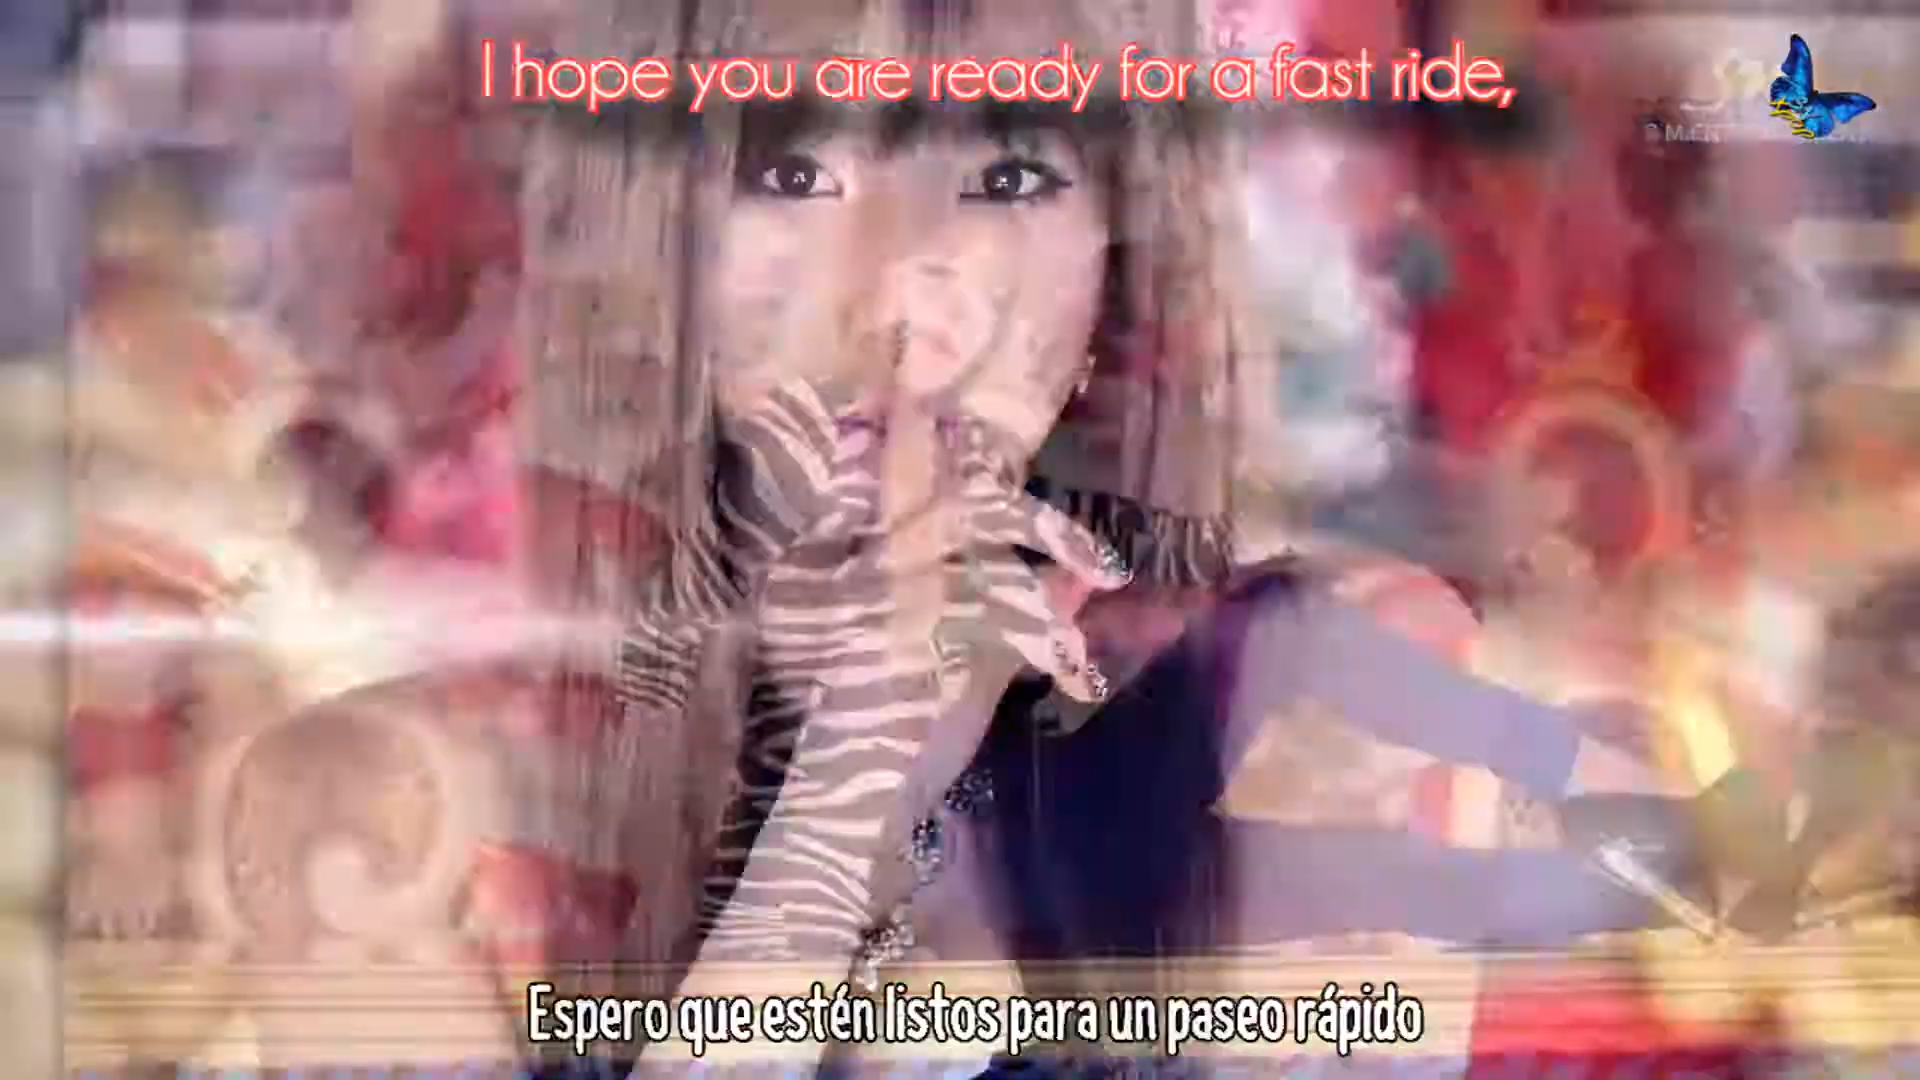 I hope you are ready for a fast ride,
Espero que estén listos para un paseo rápido